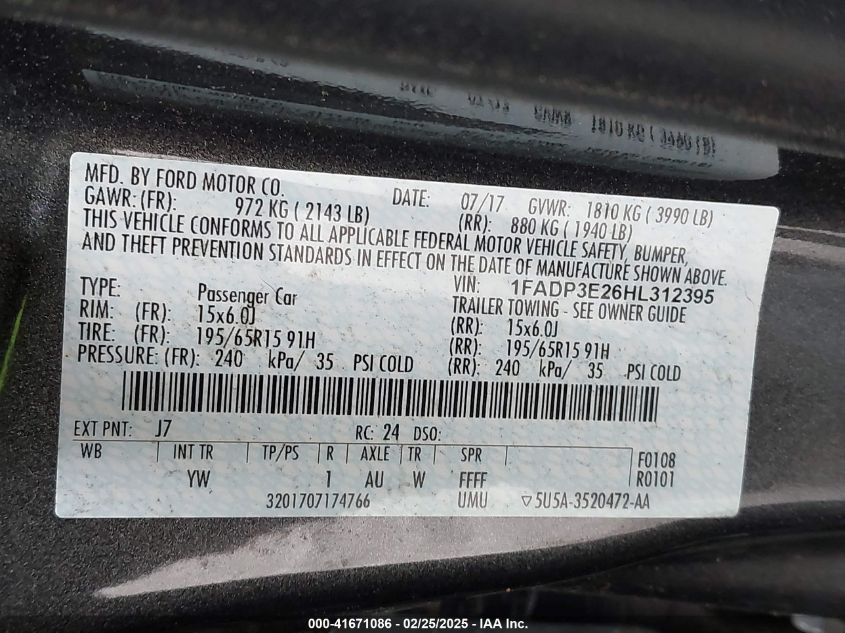 MFD. BY FORD MOTOR CO. DATE: 07/17 GVWR: 1810 KG ( 3990 LB)
GAWR: (FR): 972 KG ( 2143 LB) (RR): 880 KG ( 1940 LB)
THIS VEHICLE CONFORMS TO ALL APPLICABLE FEDERAL MOTOR VEHICLE SAFETY, BUMPER,
AND THEFT PREVENTION STANDARDS IN EFFECT ON THE DATE OF MANUFACTURE SHOWN ABOVE.
VIN: 1FADP3E26HL312395
TYPE: Passenger Car TRAILER TOWING - SEE OWNER GUIDE
RIM: (FR): 15x6.0J (RR): 15x6.0J
TIRE: (FR): 195/65R15 91H (RR): 195/65R15 91H
PRESSURE: (FR): 240 kPa/ 35 PSI COLD (RR): 240 kPa/ 35 PSI COLD
EXT PNT: J7 RC: 24 DSO:
WB INT TR TP/PS R AXLE TR SPR F0108
YW 1 AU W FFFF R0101
3201707174766 UMU ▽5U5A-3520472-AA
000-41671086 - 02/25/2025 - IAA Inc.